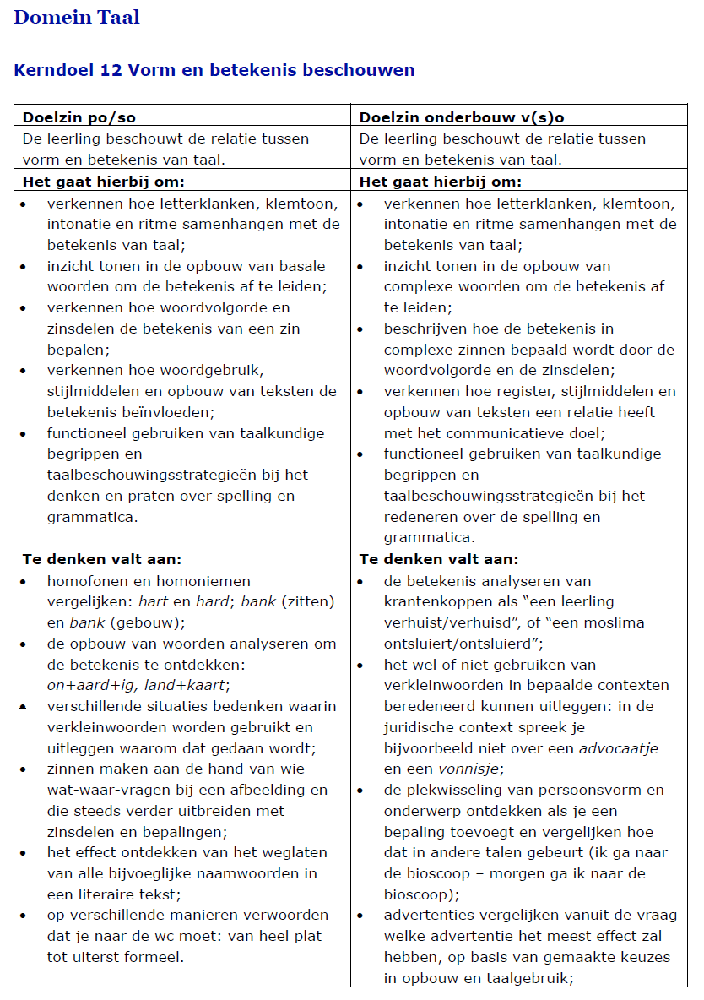 Domein Taal
Kerndoel 12 Vorm en betekenis beschouwen
Doelzin po/so
De leerling beschouwt de relatie tussen
vorm en betekenis van taal.
Het gaat hierbij om:
• verkennen hoe letterklanken, klemtoon,
intonatie en ritme samenhangen met de
betekenis van taal;
• inzicht tonen in de opbouw van basale
woorden om de betekenis af te leiden;
• verkennen hoe woordvolgorde en
zinsdelen de betekenis van een zin
bepalen;
• verkennen hoe woordgebruik,
stijlmiddelen en opbouw van teksten de
betekenis beïnvloeden;
• functioneel gebruiken van taalkundige
begrippen en
taalbeschouwingsstrategieën bij het
denken en praten over spelling en
grammatica.
Te denken valt aan:
• homofonen en homoniemen
vergelijken: hart en hard; bank (zitten)
en bank (gebouw);
• de opbouw van woorden analyseren om
de betekenis te ontdekken:
on+aard+ig, land+kaart;
• verschillende situaties bedenken waarin
verkleinwoorden worden gebruikt en
uitleggen waarom dat gedaan wordt;
• zinnen maken aan de hand van wie-
wat-waar-vragen bij een afbeelding en
die steeds verder uitbreiden met
zinsdelen en bepalingen;
• het effect ontdekken van het weglaten
van alle bijvoeglijke naamwoorden in
een literaire tekst;
• op verschillende manieren verwoorden
dat je naar de wc moet: van heel plat
tot uiterst formeel.
Doelzin onderbouw v(s)o
De leerling beschouwt de relatie tussen
vorm en betekenis van taal.
Het gaat hierbij om:
• verkennen hoe letterklanken, klemtoon,
intonatie en ritme samenhangen met de
betekenis van taal;
• inzicht tonen in de opbouw van
complexe woorden om de betekenis af
te leiden;
• beschrijven hoe de betekenis in
complexe zinnen bepaald wordt door de
woordvolgorde en de zinsdelen;
• verkennen hoe register, stijlmiddelen en
opbouw van teksten een relatie heeft
met het communicatieve doel;
• functioneel gebruiken van taalkundige
begrippen en
taalbeschouwingsstrategieën bij het
redeneren over de spelling en
grammatica.
Te denken valt aan:
• de betekenis analyseren van
krantenkoppen als “een leerling
verhuist/verhuisd”, of “een moslima
ontsluiert/ontsluierd”;
• het wel of niet gebruiken van
verkleinwoorden in bepaalde contexten
beredeneerd kunnen uitleggen: in de
juridische context spreek je
bijvoorbeeld niet over een advocaatje
en een vonnisje;
• de plekwisseling van persoonsvorm en
onderwerp ontdekken als je een
bepaling toevoegt en vergelijken hoe
dat in andere talen gebeurt (ik ga naar
de bioscoop – morgen ga ik naar de
bioscoop);
• advertenties vergelijken vanuit de vraag
welke advertentie het meest effect zal
hebben, op basis van gemaakte keuzes
in opbouw en taalgebruik;